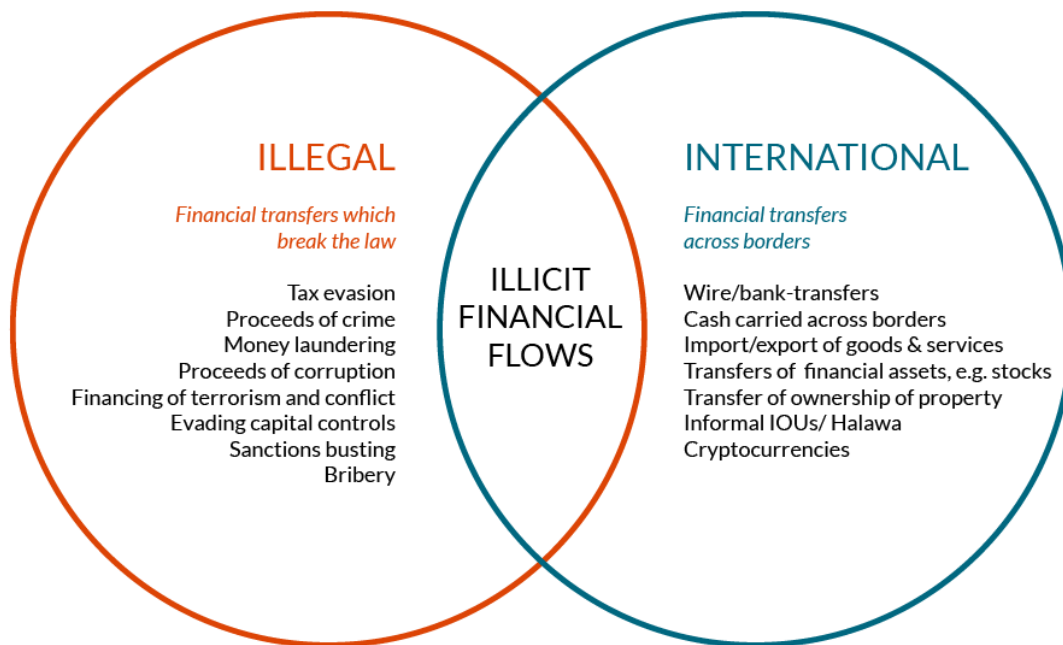 ILLEGAL
Financial transfers which
break the law
Tax evasion
Proceeds of crime
Money laundering
Proceeds of corruption
Financing of terrorism and conflict
Evading capital controls
Sanctions busting
Bribery
ILLICIT
FINANCIAL
FLOWS
INTERNATIONAL
Financial transfers
across borders
Wire/bank-transfers
Cash carried across borders
Import/export of goods & services
Transfers of financial assets, e.g. stocks
Transfer of ownership of property
Informal IOUs/ Halawa
Cryptocurrencies